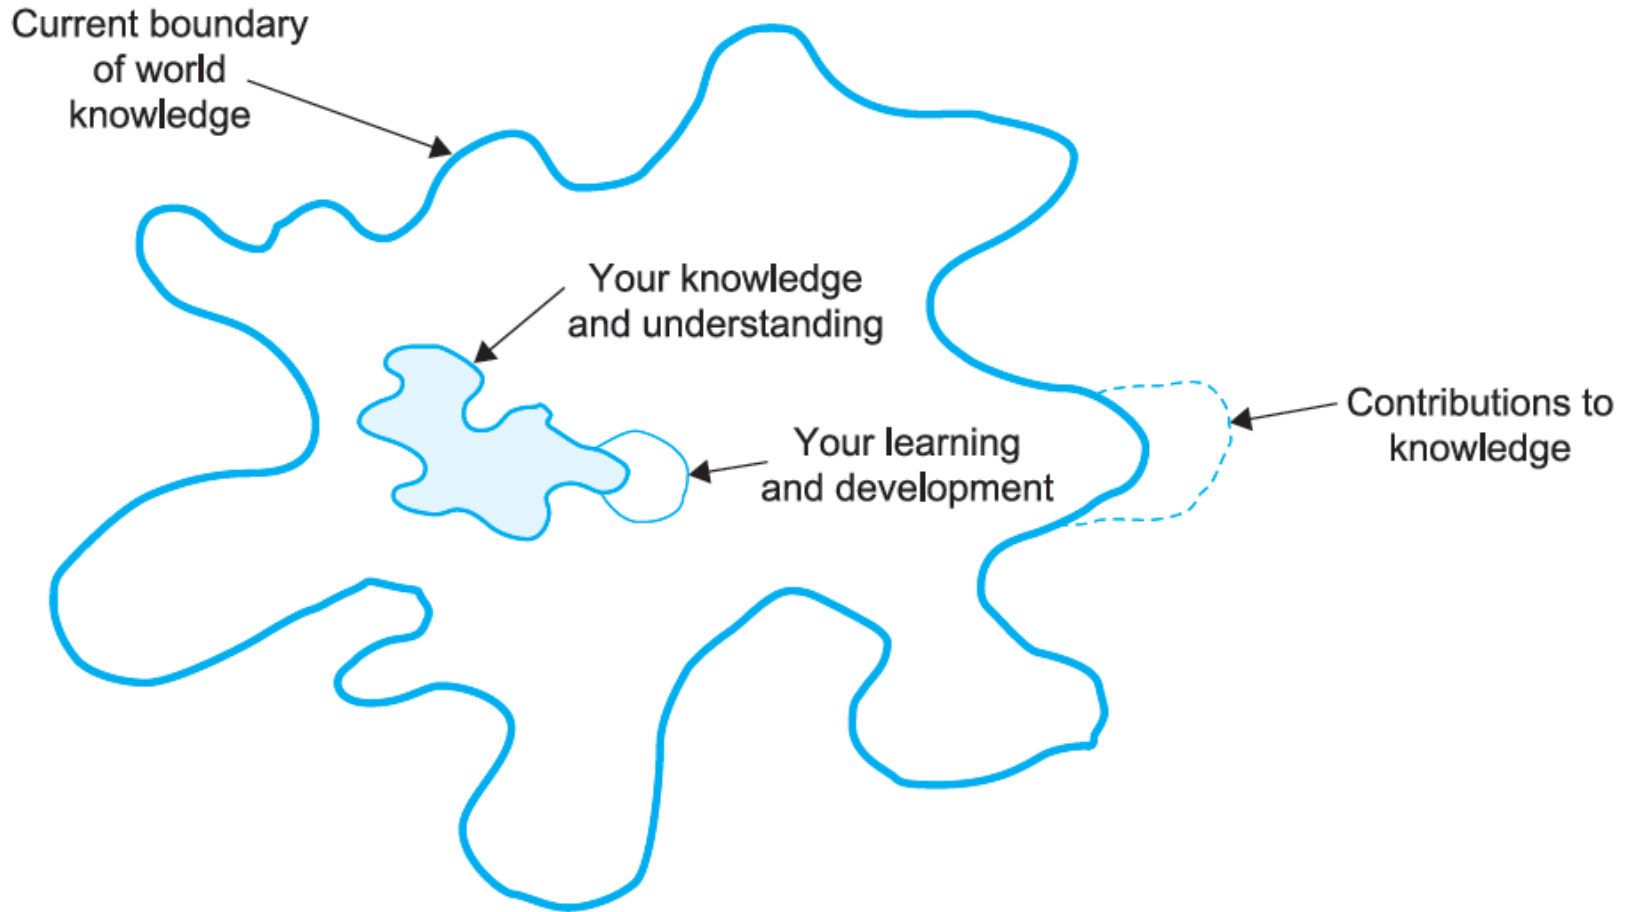 Current boundary
of world
knowledge
Your knowledge
and understanding
Your learning
and development
Contributions to
knowledge